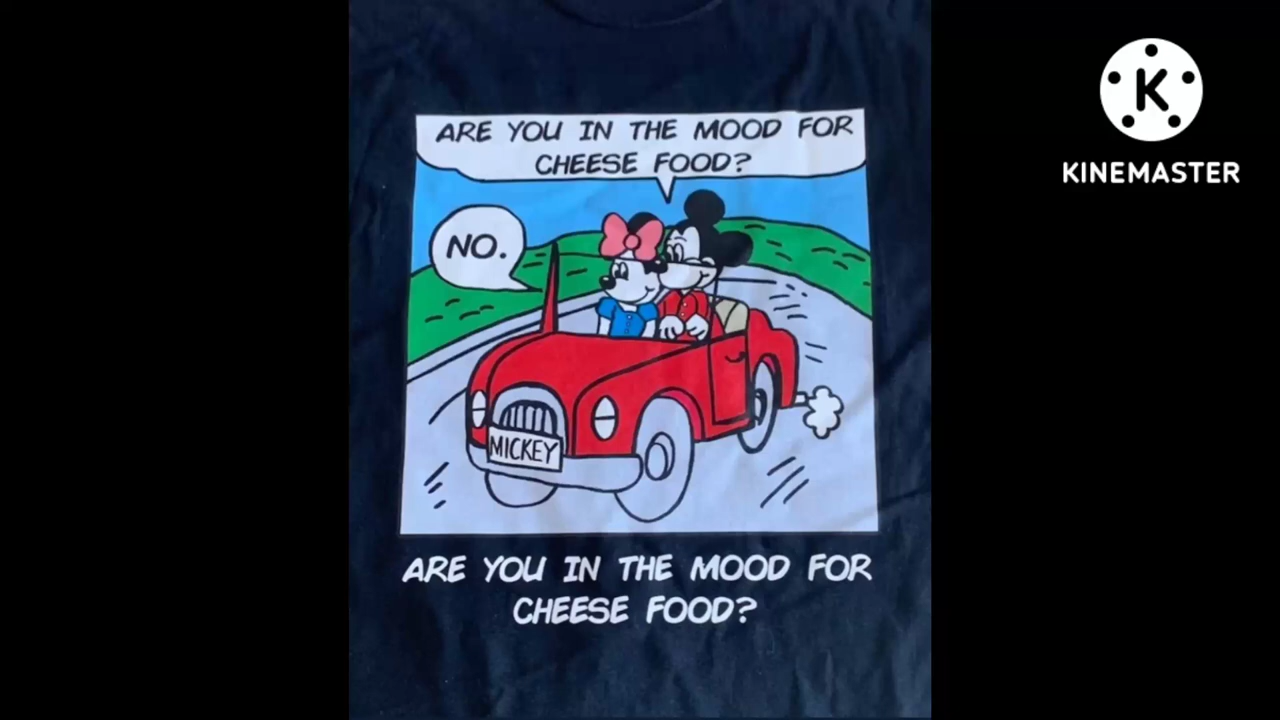 ARE YOU IN THE MOOD FOR
CHEESE FOOD?
NO.
MICKEY
ARE YOU IN THE MOOD FOR
CHEESE FOOD?
K
KINEMASTER